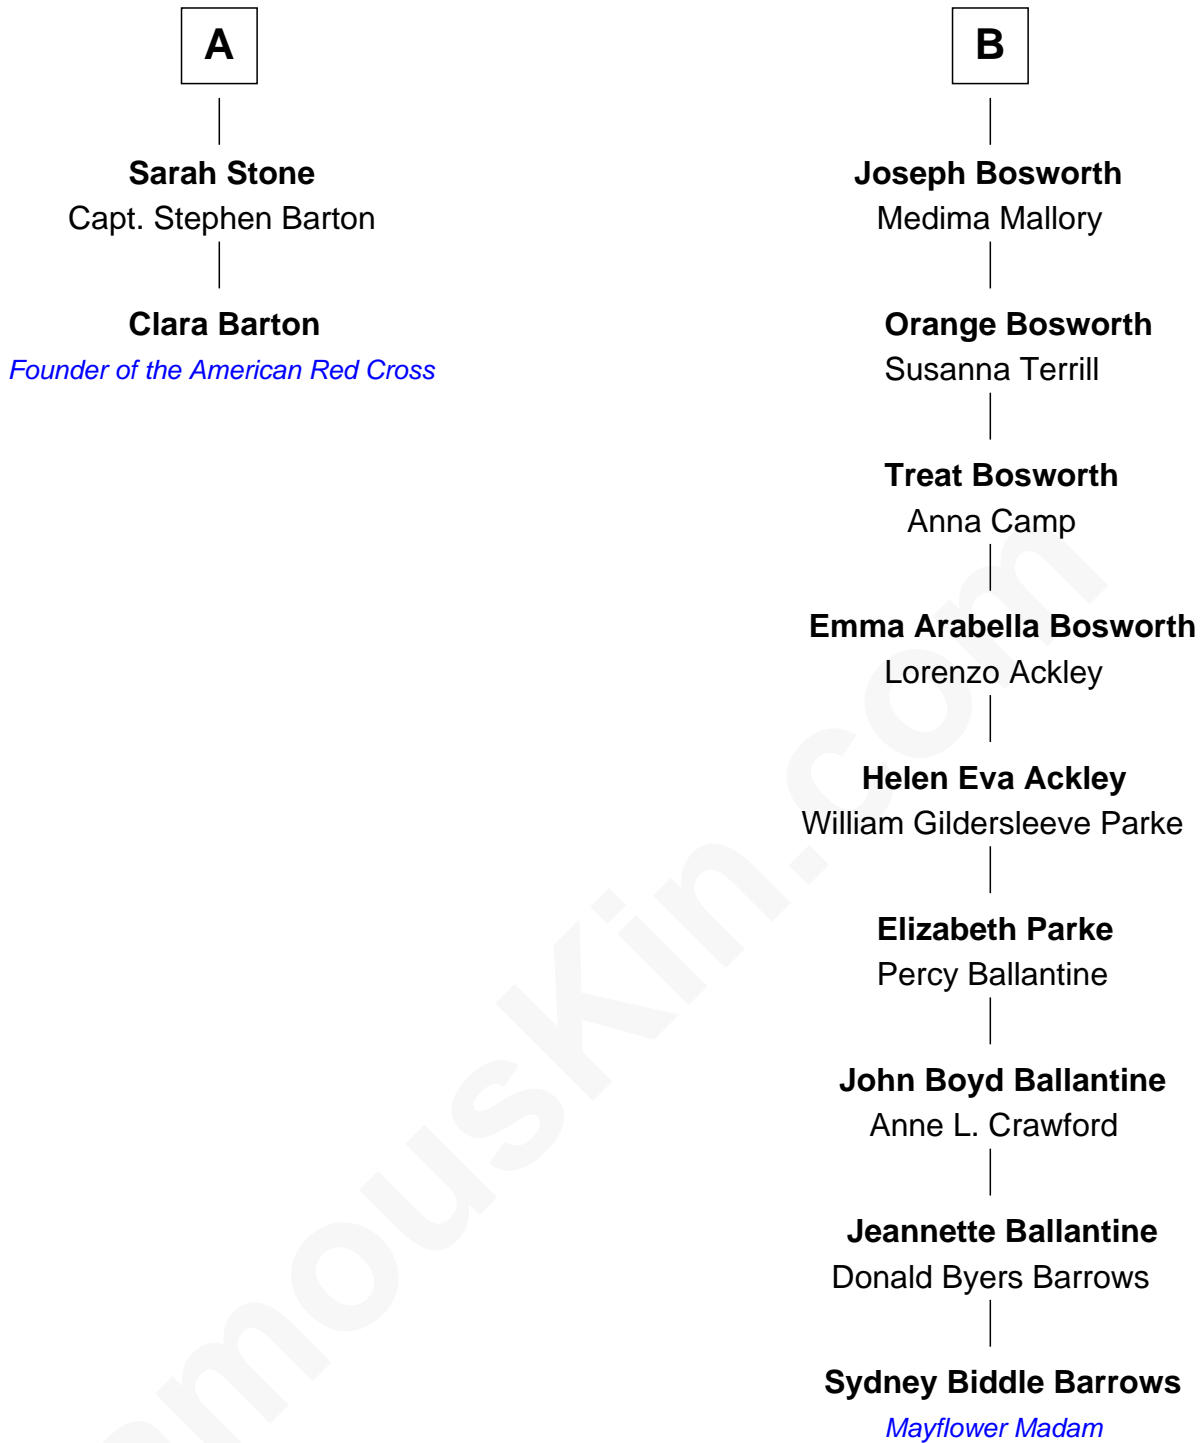 A
Sarah Stone
Capt. Stephen Barton
Clara Barton
Founder of the American Red Cross
B
Joseph Bosworth
Medima Mallory
Orange Bosworth
Susanna Terrill
Treat Bosworth
Anna Camp
Emma Arabella Bosworth
Lorenzo Ackley
Helen Eva Ackley
William Gildersleeve Parke
Elizabeth Parke
Percy Ballantine
John Boyd Ballantine
Anne L. Crawford
Jeannette Ballantine
Donald Byers Barrows
Sydney Biddle Barrows
Mayflower Madam
amouskin.com